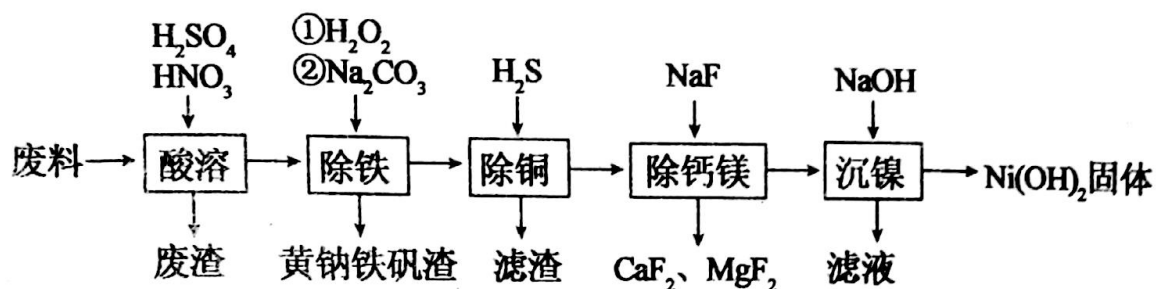 H₂SO₄
HNO₃
①H₂O₂
②Na₂CO₃
H₂S
NaF
NaOH
废料
酸溶
除铁
除铜
除钙镁
沉镍
Ni(OH)₂固体
废渣
黄钠铁矾渣
滤渣
CaF₂、MgF₂
滤液